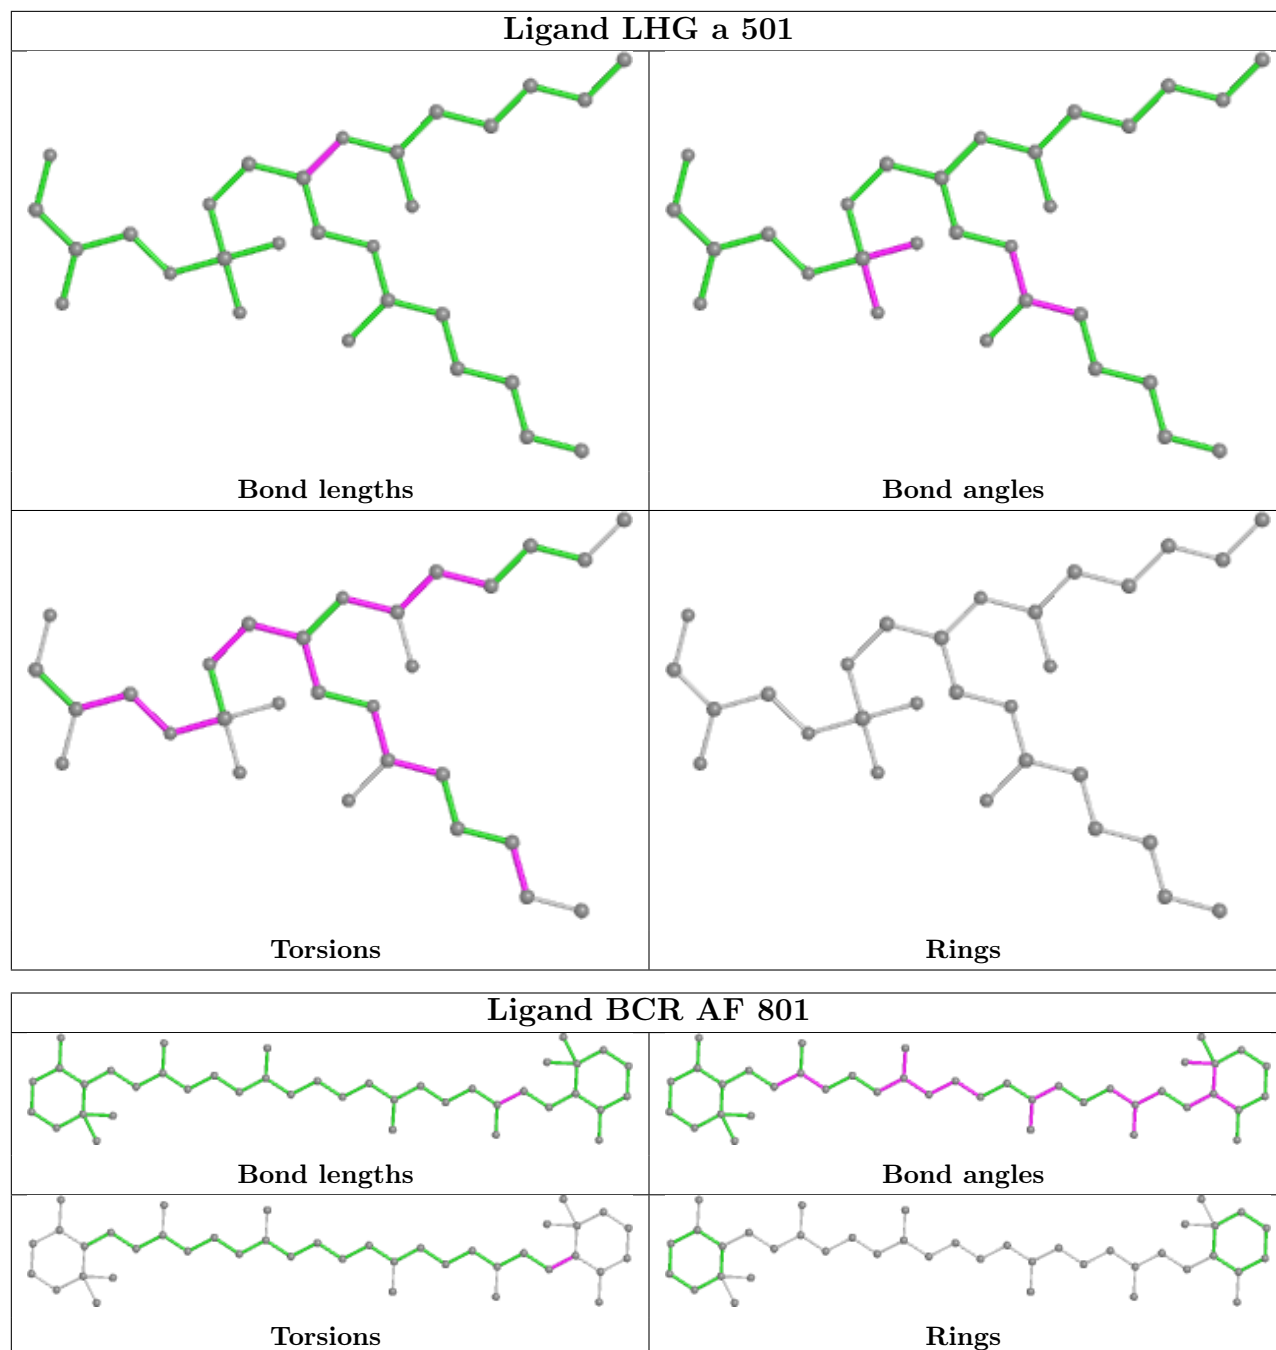 Ligand LHG a 501
Bond lengths
Bond angles
Torsions
Rings
Ligand BCR AF 801
Bond lengths
Bond angles
Torsions
Rings